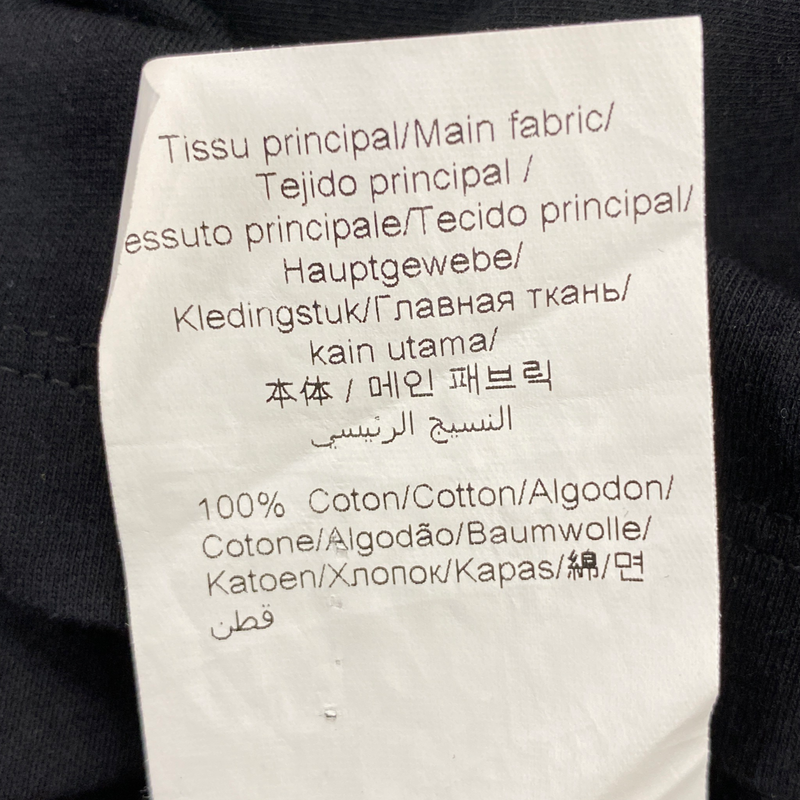 Tissu principal/Main fabric/
Tejido principal /
essuto principale/Tecido principal/
Hauptgewebe/
Kledingstuk/Главная ткань/
kain utama/
本体 / 메인 패브릭
النسيج الرئيسي
100% Coton/Cotton/Algodon/
Cotone/Algodão/Baumwolle/
Katoen/Хлопок/Kapas/綿/면
قطن